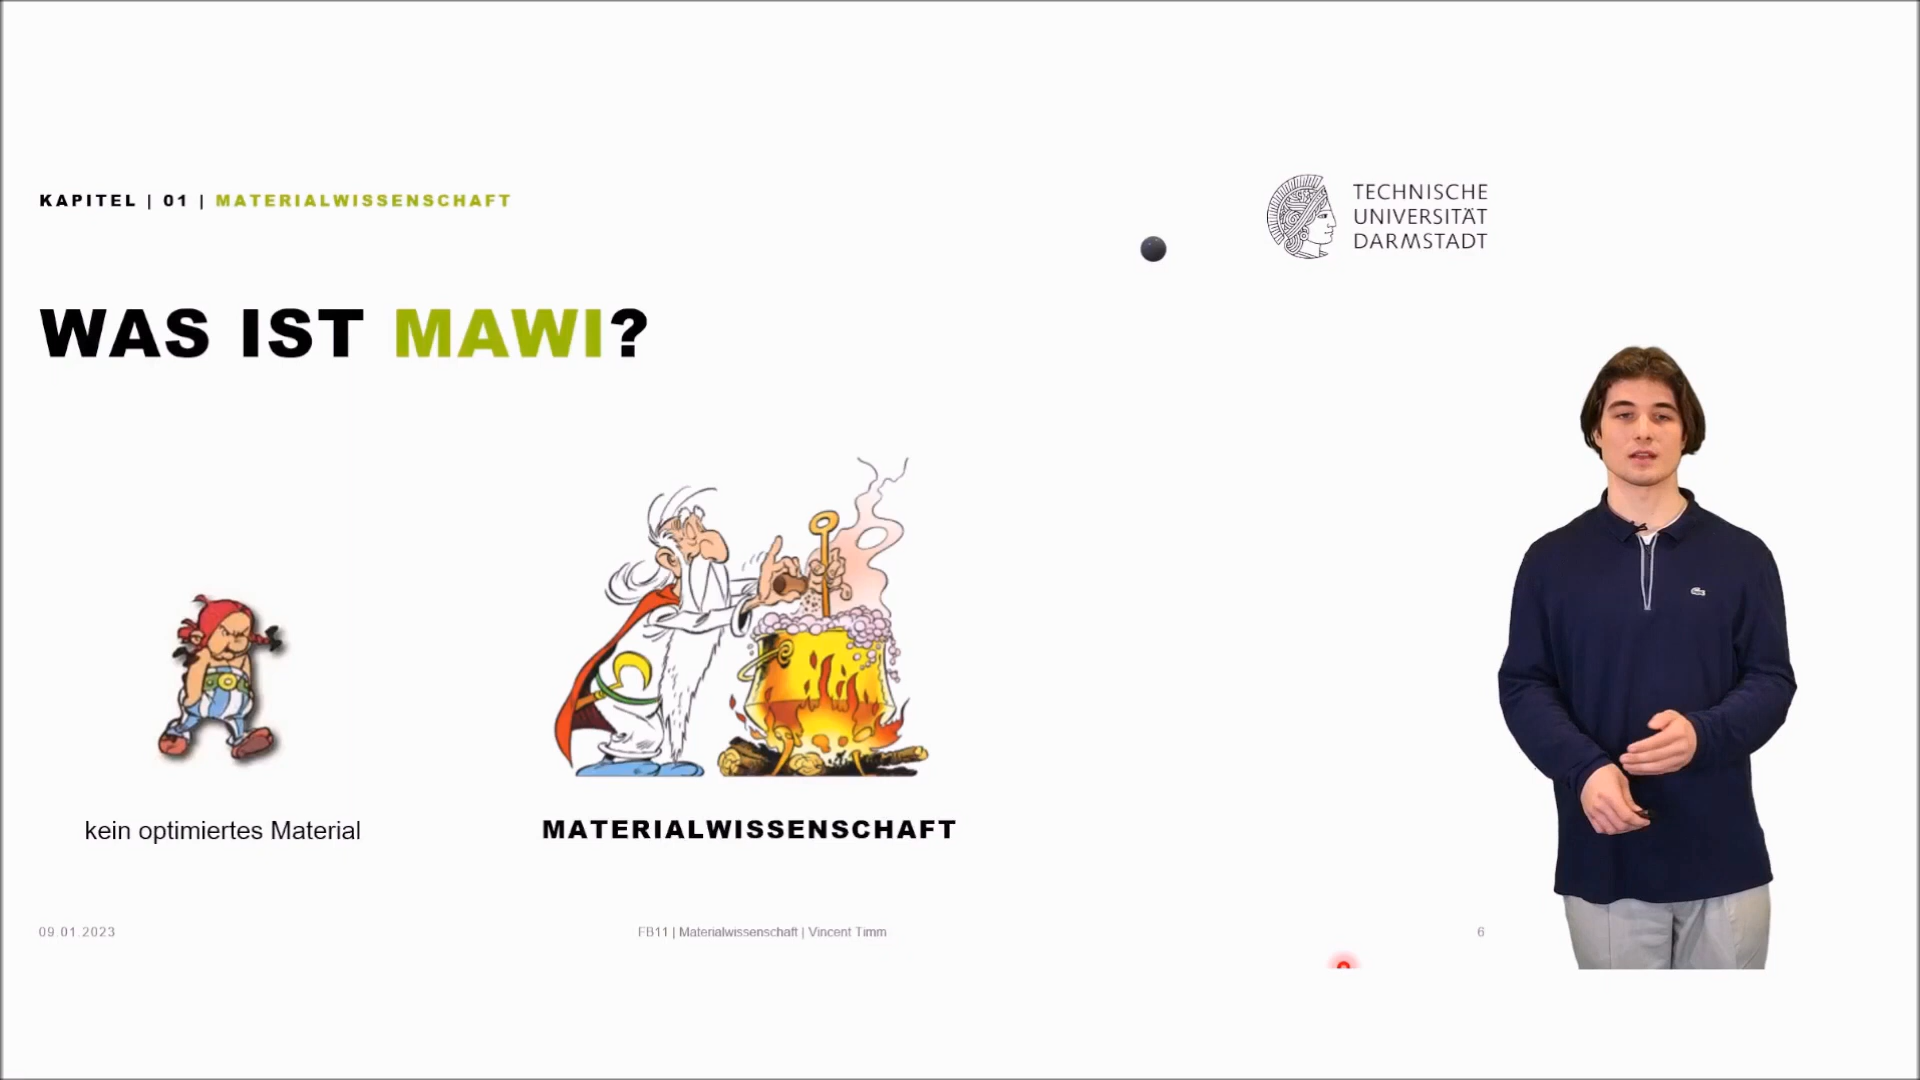 KAPITEL | 01 | MATERIALWISSENSCHAFT
TECHNISCHE
UNIVERSITÄT
DARMSTADT
WAS IST MAWI?
kein optimiertes Material
MATERIALWISSENSCHAFT
09.01.2023
FB11 | Materialwissenschaft | Vincent Timm
6